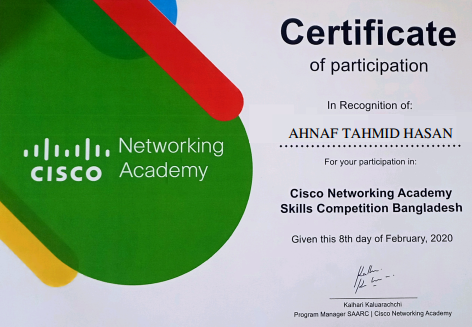 Certificate
of participation
In Recognition of:
AHNAF TAHMID HASAN
For your participation in:
Cisco Networking Academy
Skills Competition Bangladesh
Given this 8th day of February, 2020
Kalhari Kaluarachchi
Program Manager SAARC | Cisco Networking Academy
CISCO
Networking
Academy